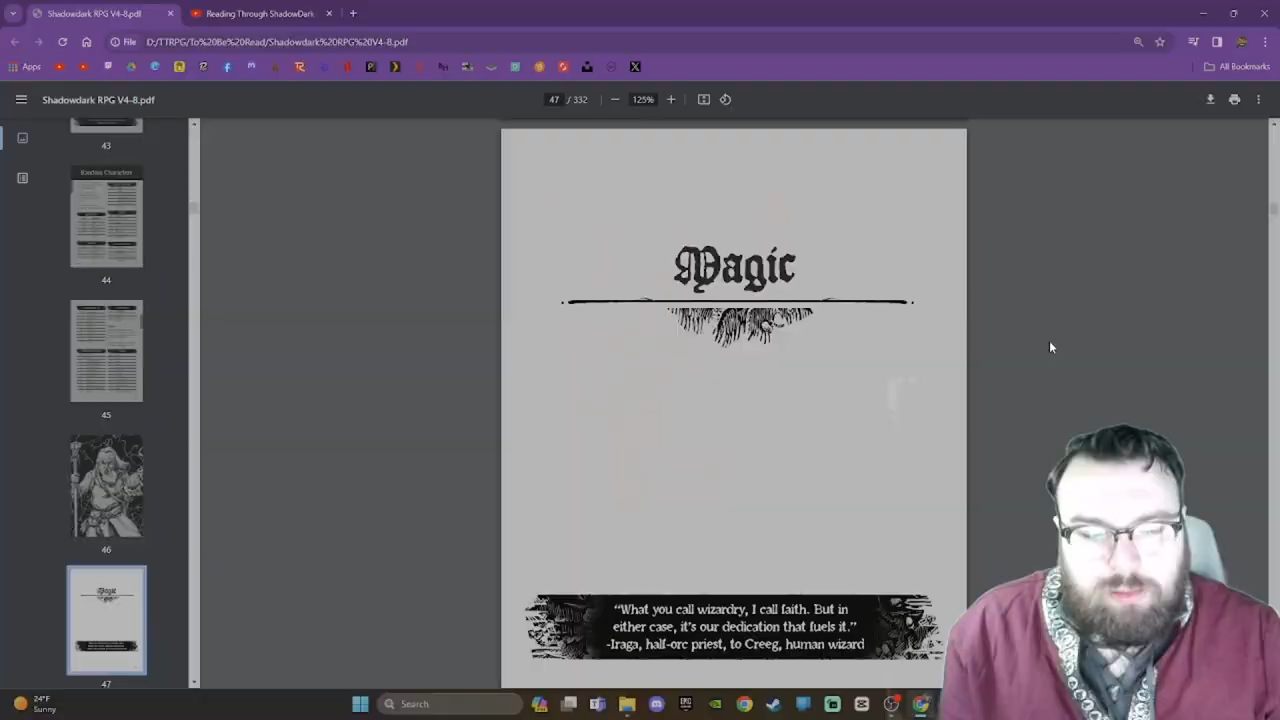 Shadowdark RPG V4-8.pdf
Reading Through ShadowDark
File
D:/TTRPG/To%20Be%20Read/Shadowdark%20RPG%20V4-8.pdf
Apps
All Bookmarks
Shadowdark RPG V4-8.pdf
47 / 332
125%
43
Random Characters
44
45
46
Magic
47
Magic
“What you call wizardry, I call faith. But in
either case, it's our dedication that fuels it.”
-Iraga, half-orc priest, to Creeg, human wizard
24°F
Sunny
Search